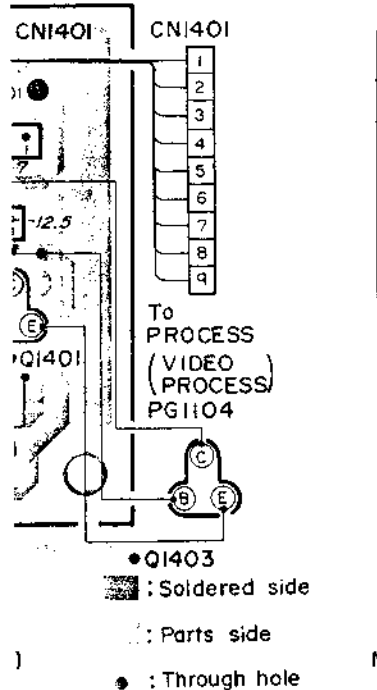 CN1401 CN1401
1
2
3
4
5
6
7
8
9
-12.5
E
Q1401
To
PROCESS
(VIDEO
PROCESS)
PG1104
C
B E
Q1403
: Soldered side
: Parts side
: Through hole